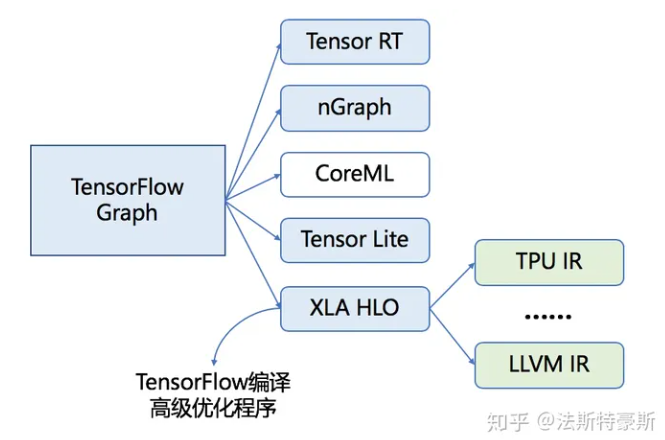 Tensor RT
nGraph
TensorFlow
Graph
CoreML
Tensor Lite
TPU IR
XLA HLO
......
LLVM IR
TensorFlow编译
高级优化程序
知乎 @法斯特豪斯